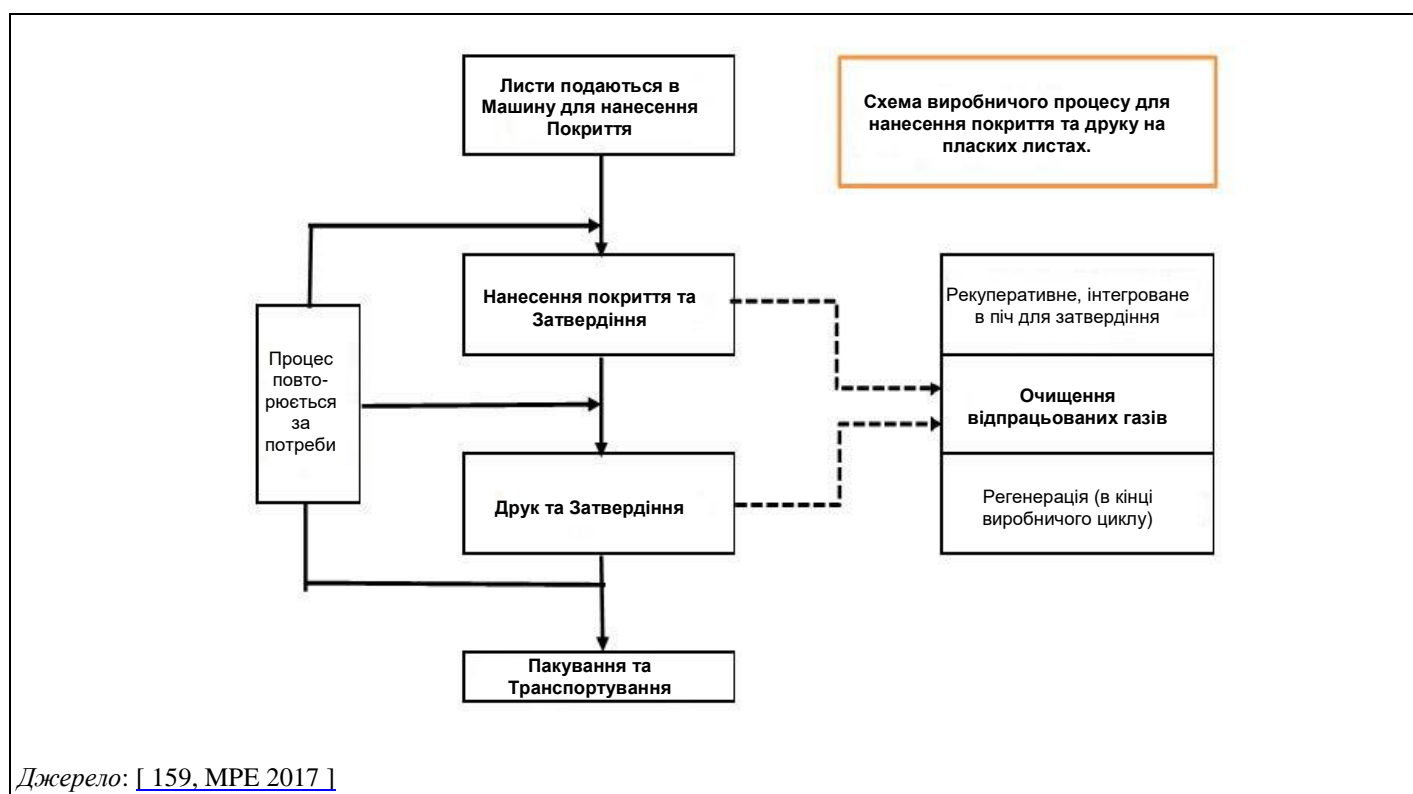 Листи подаються в
Машину для нанесення
Покриття
Схема виробничого процесу для
нанесення покриття та друку на
пласких листах.
Нанесення покриття та
Затвердіння
Рекуперативне, інтегроване
в піч для затвердіння
Процес
повто-
рюється
за
потреби
Очищення
відпрацьованих газів
Друк та Затвердіння
Регенерація (в кінці
виробничого циклу)
Пакування та
Транспортування
Джерело: [ 159, MPE 2017 ]